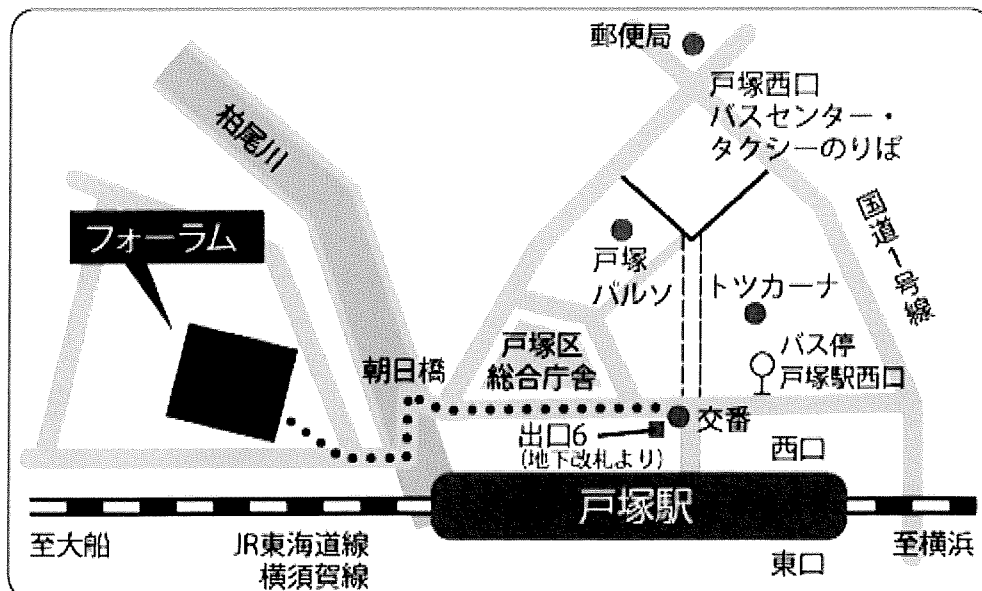 郵便局
戸塚西口
バスセンター・
タクシーのりば
柏尾川
国道1号線
フォーラム
戸塚
パルソ
トツカーナ
朝日橋
戸塚区
総合庁舎
バス停
戸塚駅西口
出口6
(地下改札より)
交番
西口
戸塚駅
至大船
JR東海道線
横須賀線
東口
至横浜